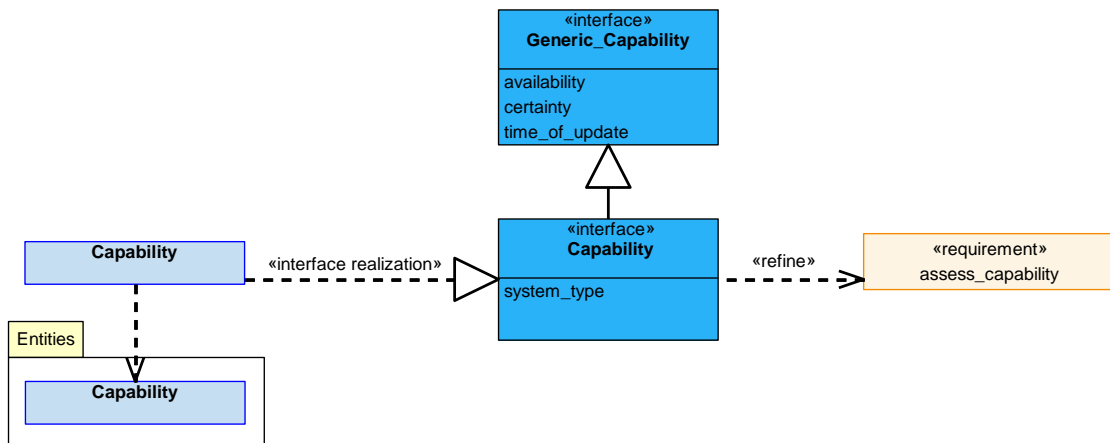 «interface»
Generic_Capability
availability
certainty
time_of_update
«interface»
Capability
system_type
Capability
«interface realization»
«refine»
«requirement»
assess_capability
Entities
Capability